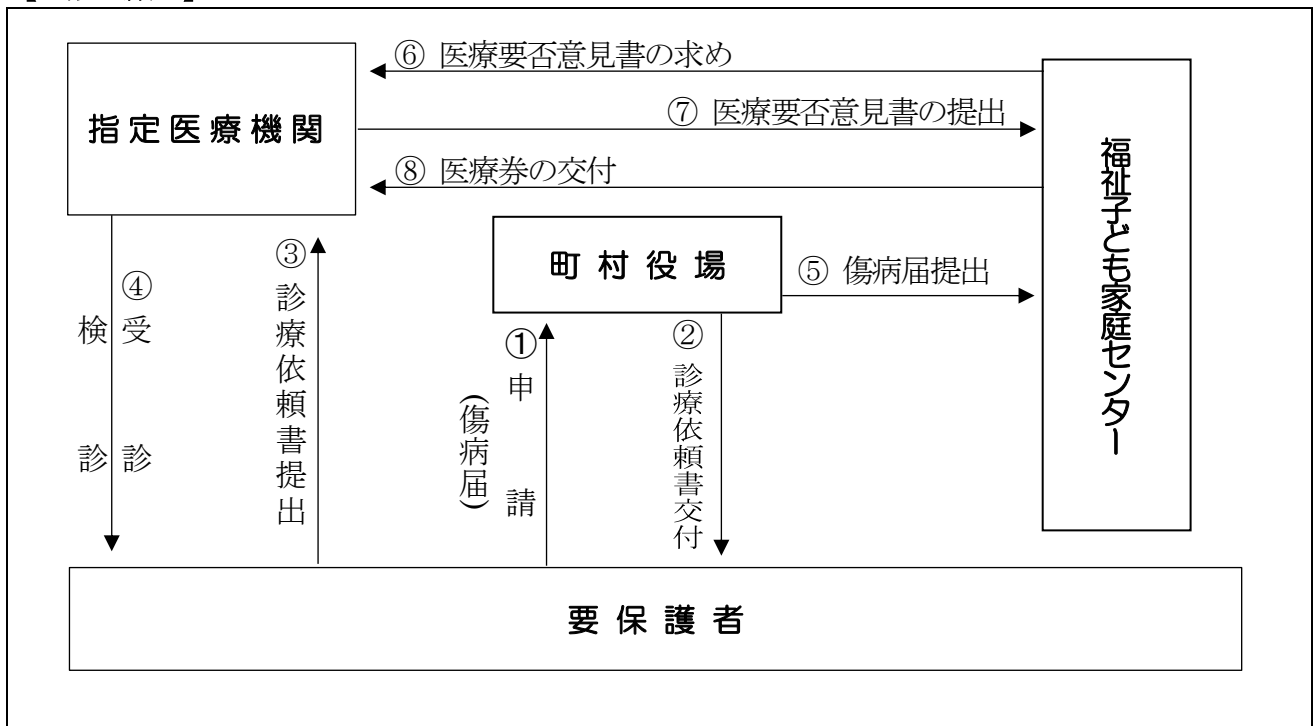 ⑥ 医療要否意見書の求め
指定医療機関
⑦ 医療要否意見書の提出
⑧ 医療券の交付
福祉子ども家庭センター
町村役場
⑤ 傷病届提出
④受診
検診
③診療依頼書提出
①申請
(傷病届)
②診療依頼書交付
要保護者